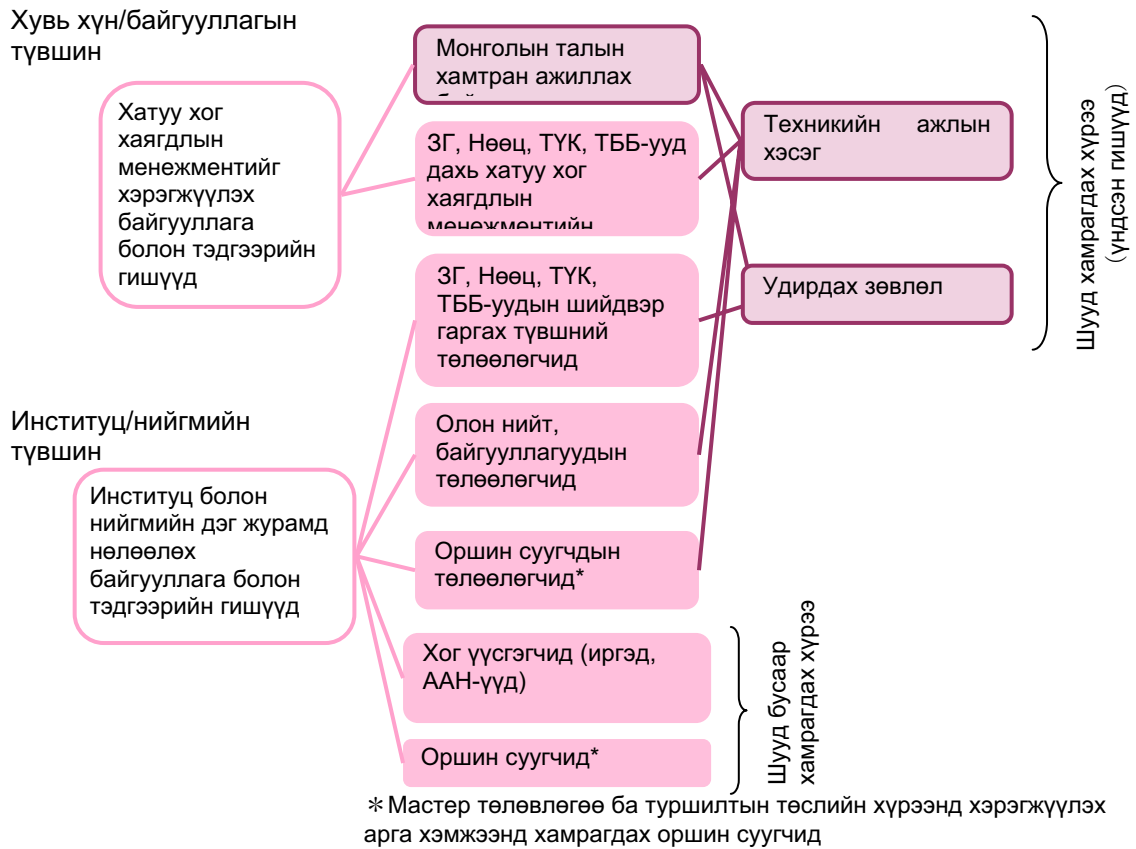 Хувь хүн/байгууллагын
түвшин
Хатуу хог
хаягдлын
менежментийг
хэрэгжүүлэх
байгууллага
болон тэдгээрийн
гишүүд
Монголын талын
хамтран ажиллах
ЗГ, Нөөц, ТҮК, ТББ-ууд
дахь хатуу хог
хаягдлын
менежментийн
ЗГ, Нөөц, ТҮК,
ТББ-уудын шийдвэр
гаргах түвшний
төлөөлөгчид
Техникийн ажлын
хэсэг
Удирдах зөвлөл
Шууд хамрагдах хүрээ
(үндсэн гишүүд)
Институц/нийгмийн
түвшин
Институц болон
нийгмийн дэг журамд
нөлөөлөх
байгууллага болон
тэдгээрийн гишүүд
Олон нийт,
байгууллагуудын
төлөөлөгчид
Оршин суугчдын
төлөөлөгчид*
Хог үүсгэгчид (иргэд,
ААН-үүд)
Оршин суугчид*
Шууд бусаар
хамрагдах хүрээ
＊Мастер төлөвлөгөө ба туршилтын төслийн хүрээнд хэрэгжүүлэх
арга хэмжээнд хамрагдах оршин суугчид